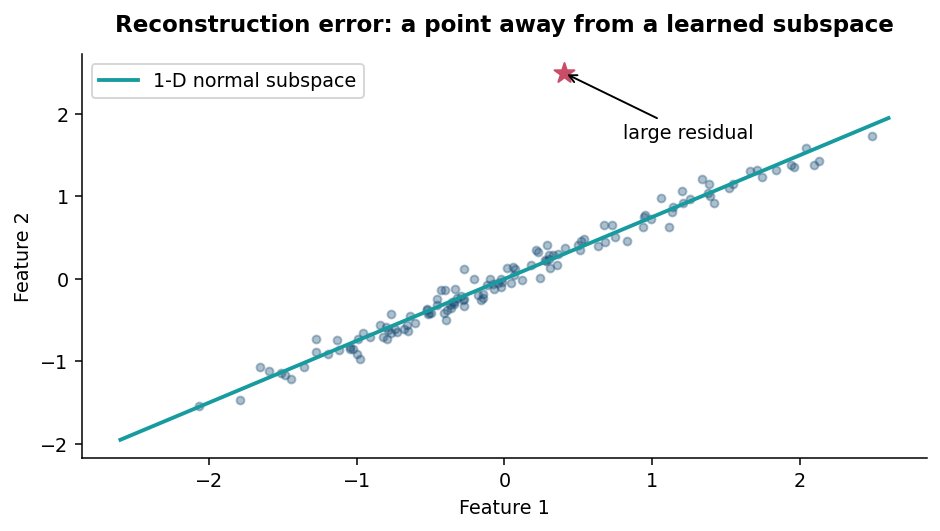 Reconstruction error: a point away from a learned subspace
1-D normal subspace
large residual
2
1
0
−1
−2
Feature 2
−2
−1
0
1
2
Feature 1